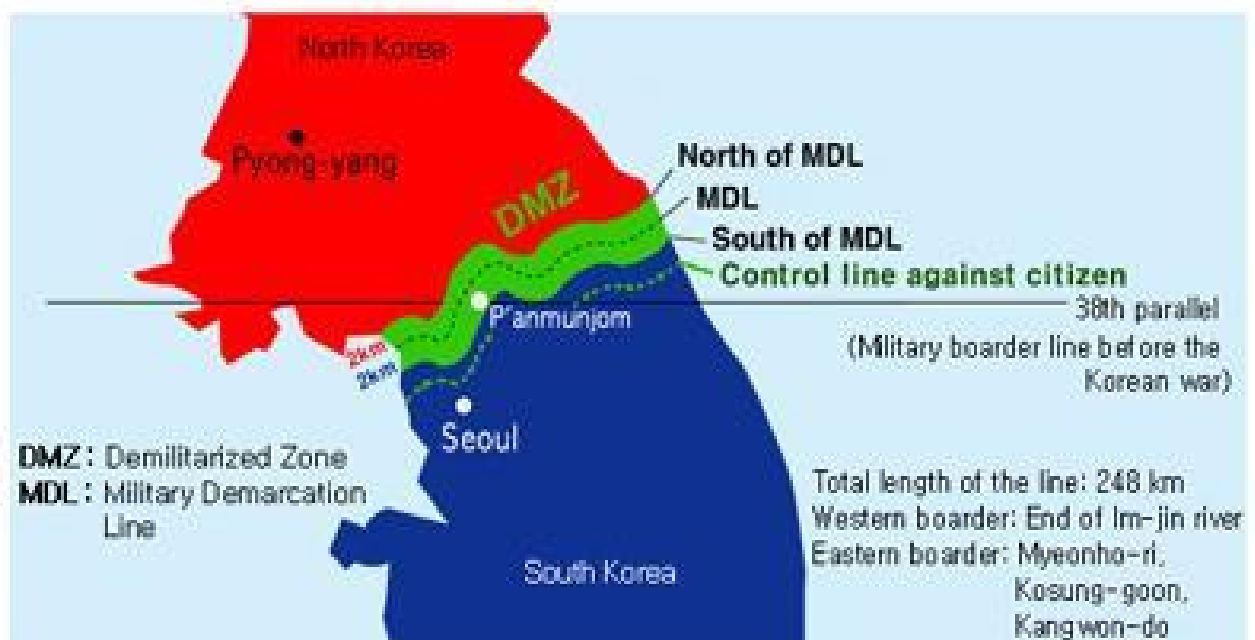 North Korea
Pyong-yang
DMZ
North of MDL
MDL
South of MDL
Control line against citizen
38th parallel
(Military boarder line before the
Korean war)
P'anmunjom
2km
2km
Seoul
DMZ: Demilitarized Zone
MDL: Military Demarcation
Line
South Korea
Total length of the line: 248 km
Western boarder: End of Im-jin river
Eastern boarder: Myeonho-ri,
Kosung-goon,
Kangwon-do